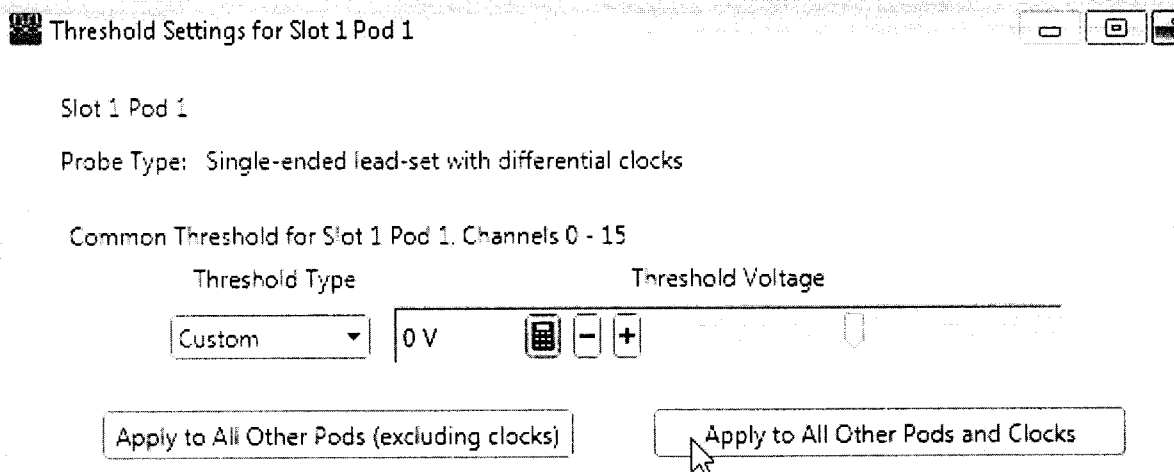 Threshold Settings for Slot 1 Pod 1
Slot 1 Pod 1
Probe Type: Single-ended lead-set with differential clocks
Common Threshold for Slot 1 Pod 1, Channels 0 - 15
Threshold Type Threshold Voltage
Custom 0 V - +
Apply to All Other Pods (excluding clocks) Apply to All Other Pods and Clocks